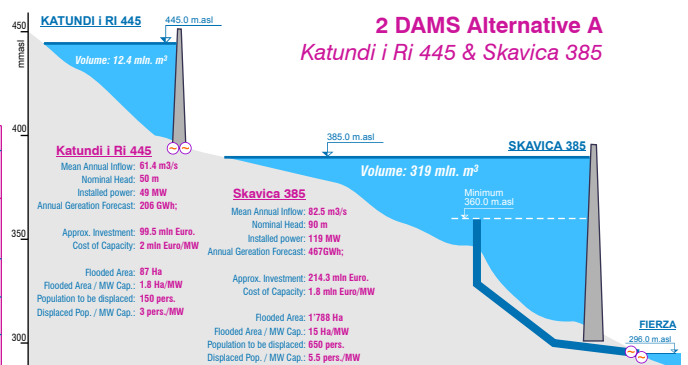 2 DAMS Alternative A
Katundi i Ri 445 & Skavica 385
KATUNDI i RI 445
445.0 m.asl
450
mmasl
400
350
300
Volume: 12.4 mln. m³
Katundi i Ri 445
Mean Annual Inflow: 61.4 m3/s
Nominal Head: 50 m
Installed power: 49 MW
Annual Gereation Forecast: 206 GWh;
Approx. Investment: 99.5 mln Euro.
Cost of Capacity: 2 mln Euro/MW
Flooded Area: 87 Ha
Flooded Area / MW Cap.: 1.8 Ha/MW
Population to be displaced: 150 pers.
Displaced Pop. / MW Cap.: 3 pers./MW
385.0 m.asl
SKAVICA 385
Volume: 319 mln. m³
Minimum
360.0 m.asl
Skavica 385
Mean Annual Inflow: 82.5 m3/s
Nominal Head: 90 m
Installed power: 119 MW
Annual Gereation Forecast: 467GWh;
Approx. Investment: 214.3 mln Euro.
Cost of Capacity: 1.8 mln Euro/MW
Flooded Area: 1'788 Ha
Flooded Area / MW Cap.: 15 Ha/MW
Population to be displaced: 650 pers.
Displaced Pop. / MW Cap.: 5.5 pers./MW
FIERZA
296.0 m.asl